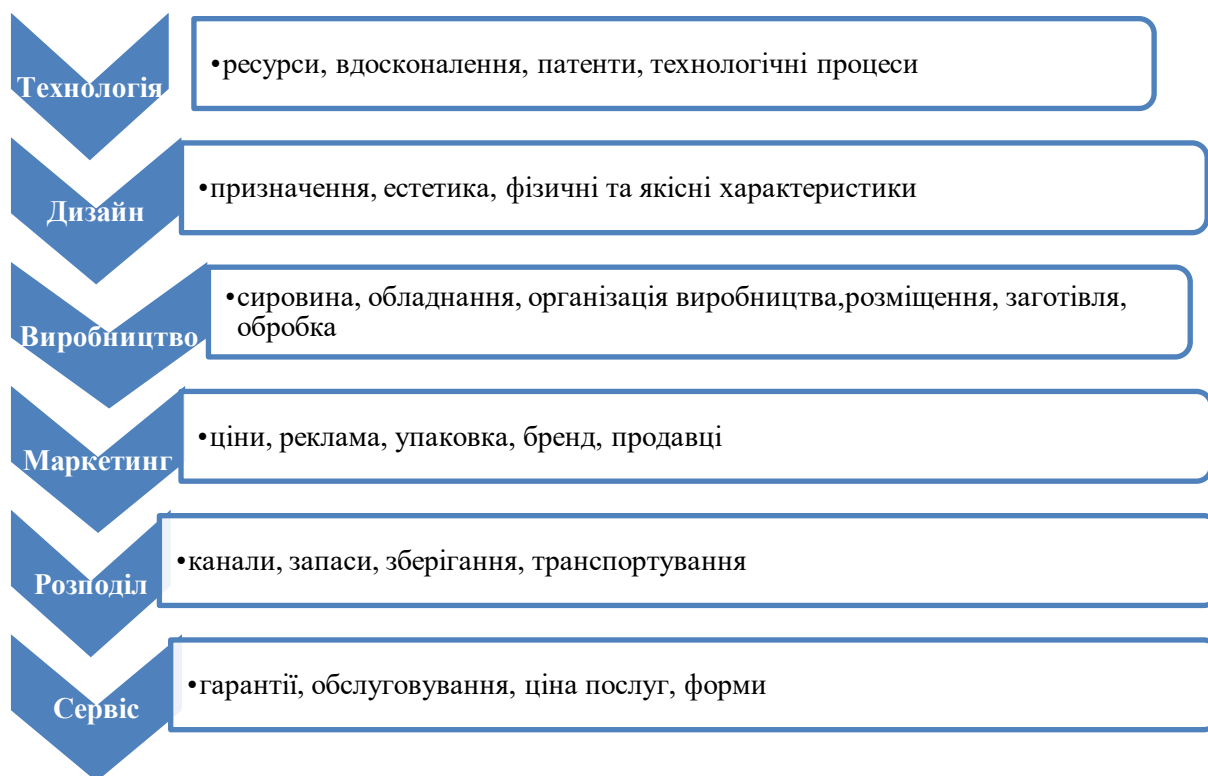 Технологія
•ресурси, вдосконалення, патенти, технологічні процеси
Дизайн
•призначення, естетика, фізичні та якісні характеристики
Виробництво
•сировина, обладнання, організація виробництва,розміщення, заготівля,
обробка
Маркетинг
•ціни, реклама, упаковка, бренд, продавці
Розподіл
•канали, запаси, зберігання, транспортування
Сервіс
•гарантії, обслуговування, ціна послуг, форми